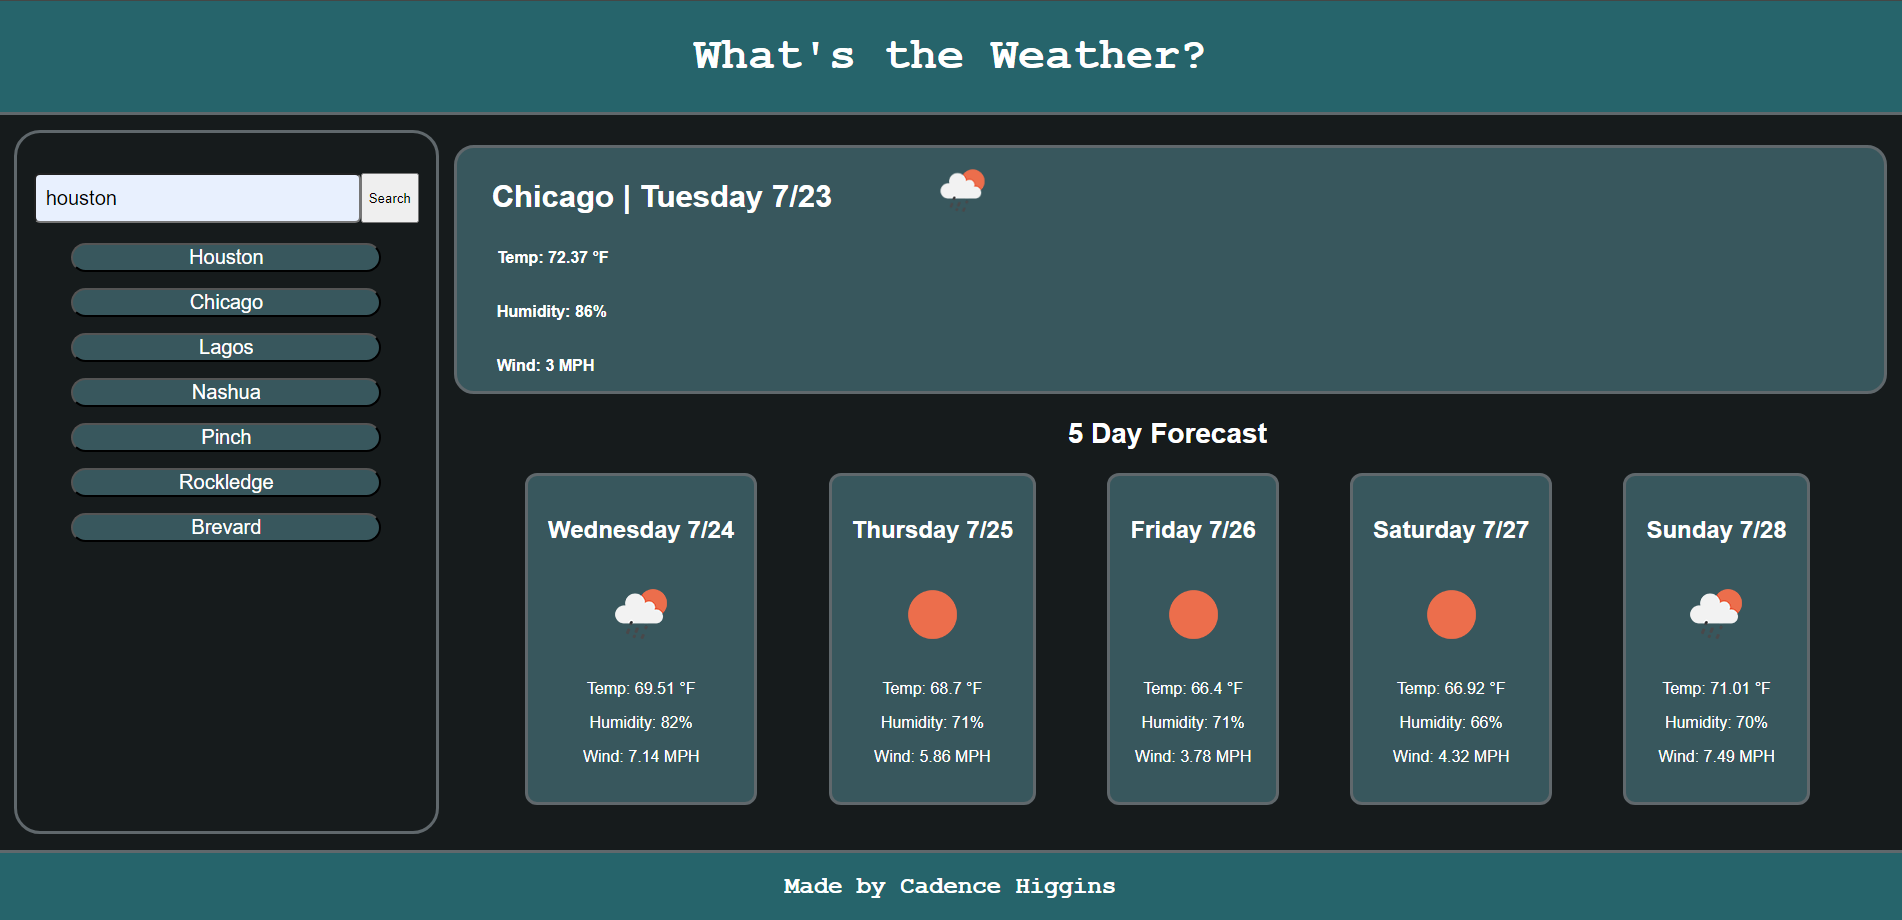 What's the Weather?
houston
Search
Houston
Chicago
Lagos
Nashua
Pinch
Rockledge
Brevard
Chicago | Tuesday 7/23
Temp: 72.37 °F
Humidity: 86%
Wind: 3 MPH
5 Day Forecast
Wednesday 7/24
Temp: 69.51 °F
Humidity: 82%
Wind: 7.14 MPH
Thursday 7/25
Temp: 68.7 °F
Humidity: 71%
Wind: 5.86 MPH
Friday 7/26
Temp: 66.4 °F
Humidity: 71%
Wind: 3.78 MPH
Saturday 7/27
Temp: 66.92 °F
Humidity: 66%
Wind: 4.32 MPH
Sunday 7/28
Temp: 71.01 °F
Humidity: 70%
Wind: 7.49 MPH
Made by Cadence Higgins